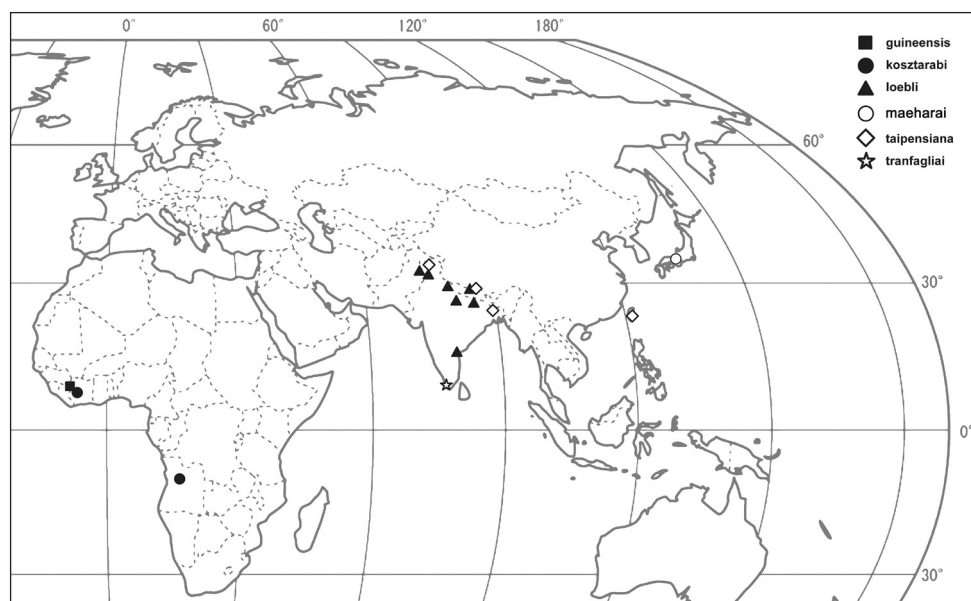 0° 60° 120° 180°
guineensis
kosztarabi
loebli
maeharai
taipensiana
tranfagliai
60°
30°
0°
30°